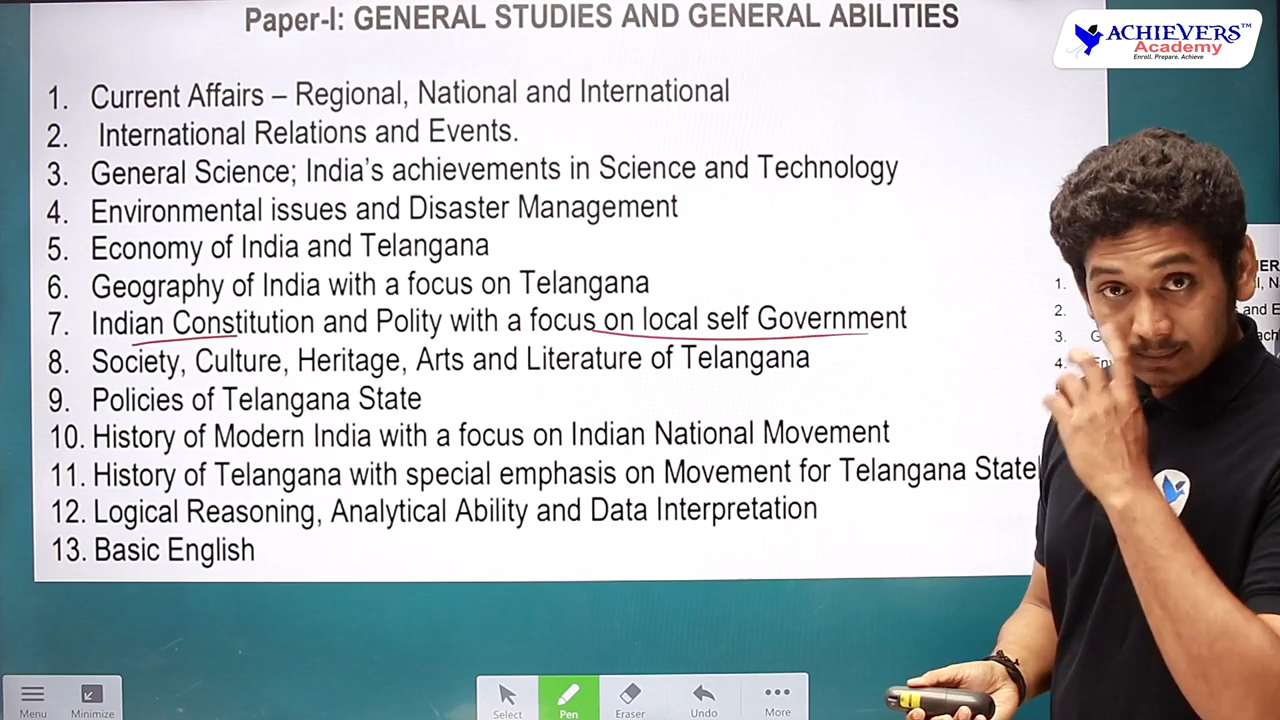 Paper-I: GENERAL STUDIES AND GENERAL ABILITIES
ACHIEVERS™
Academy
Enroll. Prepare. Achieve
1. Current Affairs – Regional, National and International
2. International Relations and Events.
3. General Science; India's achievements in Science and Technology
4. Environmental issues and Disaster Management
5. Economy of India and Telangana
6. Geography of India with a focus on Telangana
7. Indian Constitution and Polity with a focus on local self Government
8. Society, Culture, Heritage, Arts and Literature of Telangana
9. Policies of Telangana State
10. History of Modern India with a focus on Indian National Movement
11. History of Telangana with special emphasis on Movement for Telangana State
12. Logical Reasoning, Analytical Ability and Data Interpretation
13. Basic English
1.
2. and
3.
4.
Menu
Minimize
Select
Pen
Eraser
Undo
More